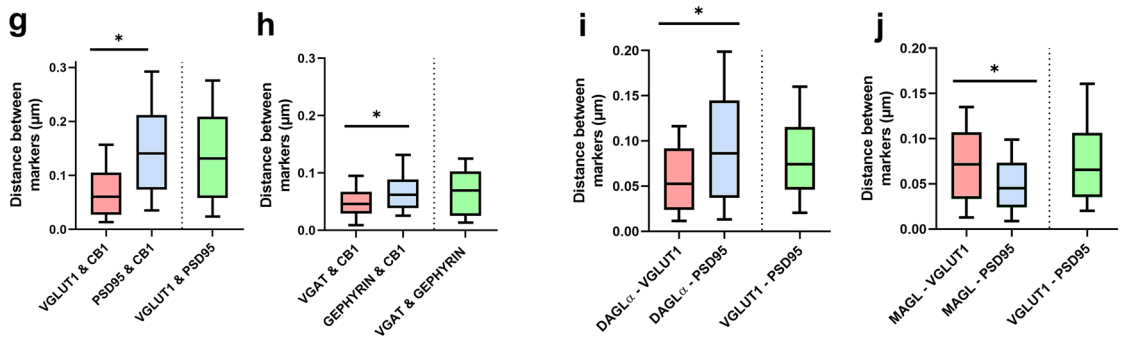 g
*
Distance between
markers (μm)
0.3
0.2
0.1
0.0
VGLUT1 & CB1
PSD95 & CB1
VGLUT1 & PSD95
h
*
Distance between
markers (μm)
0.3
0.2
0.1
0.0
VGAT & CB1
GEPHYRIN & CB1
VGAT & GEPHYRIN
i
*
Distance between
markers (μm)
0.20
0.15
0.10
0.05
0.00
DAGLα - VGLUT1
DAGLα - PSD95
VGLUT1 - PSD95
j
*
Distance between
markers (μm)
0.20
0.15
0.10
0.05
0.00
MAGL - VGLUT1
MAGL - PSD95
VGLUT1 - PSD95